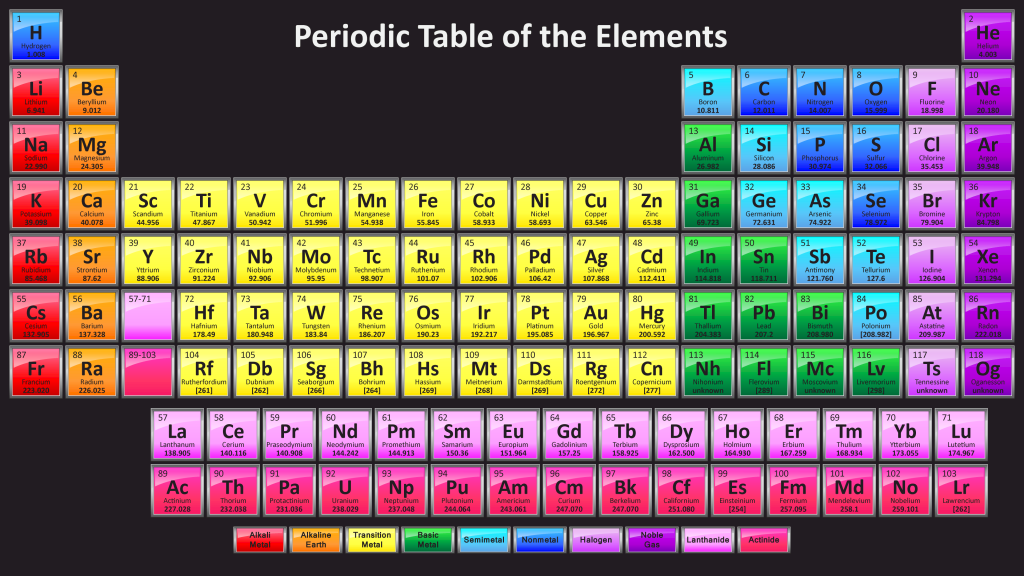 Periodic Table of the Elements
1 2
H He
Hydrogen Helium
1.008 4.003
3 4 5 6 7 8 9 10
Li Be B C N O F Ne
Lithium Beryllium Boron Carbon Nitrogen Oxygen Fluorine Neon
6.941 9.012 10.811 12.011 14.007 15.999 18.998 20.180
11 12 13 14 15 16 17 18
Na Mg Al Si P S Cl Ar
Sodium Magnesium Aluminum Silicon Phosphorus Sulfur Chlorine Argon
22.990 24.305 26.982 28.086 30.974 32.066 35.453 39.948
19 20 21 22 23 24 25 26 27 28 29 30 31 32 33 34 35 36
K Ca Sc Ti V Cr Mn Fe Co Ni Cu Zn Ga Ge As Se Br Kr
Potassium Calcium Scandium Titanium Vanadium Chromium Manganese Iron Cobalt Nickel Copper Zinc Gallium Germanium Arsenic Selenium Bromine Krypton
39.098 40.078 44.956 47.867 50.942 51.996 54.938 55.845 58.933 58.693 63.546 65.38 69.723 72.631 74.922 79.904
37 38 39 40 41 42 43 44 45 46 47 48 49 50 51 52 53 54
Rb Sr Y Zr Nb Mo Tc Ru Rh Pd Ag Cd In Sn Sb Te I Xe
Rubidium Strontium Yttrium Zirconium Niobium Molybdenum Technetium Ruthenium Rhodium Palladium Silver Cadmium Indium Tin Antimony Tellurium Iodine Xenon
85.468 87.62 88.906 91.224 92.906 95.95 98.907 101.07 102.906 106.42 107.868 112.411 114.818 118.711 121.760 127.6 126.904 131.294
55 56 57-71 72 73 74 75 76 77 78 79 80 81 82 83 84 85 86
Cs Ba Hf Ta W Re Os Ir Pt Au Hg Tl Pb Bi Po At Rn
Cesium Barium Hafnium Tantalum Tungsten Rhenium Osmium Iridium Platinum Gold Mercury Thallium Lead Bismuth Polonium Astatine Radon
132.905 137.328 178.49 180.948 183.84 186.207 190.23 192.217 195.085 196.967 200.592 204.383 207.2 208.980 [208.982] 209.987 222.018
87 88 89-103 104 105 106 107 108 109 110 111 112 113 114 115 116 117 118
Fr Ra Rf Db Sg Bh Hs Mt Ds Rg Cn Nh Fl Mc Lv Ts Og
Francium Radium Rutherfordium Dubnium Seaborgium Bohrium Hassium Meitnerium Darmstadtium Roentgenium Copernicium Nihonium Flerovium Moscovium Livermorium Tennessine Oganesson
223.020 226.025 [261] [262] [266] [264] [269] [268] [269] [272] [277] unknown [289] unknown [298] unknown unknown
57 58 59 60 61 62 63 64 65 66 67 68 69 70 71
La Ce Pr Nd Pm Sm Eu Gd Tb Dy Ho Er Tm Yb Lu
Lanthanum Cerium Praseodymium Neodymium Promethium Samarium Europium Gadolinium Terbium Dysprosium Holmium Erbium Thulium Ytterbium Lutetium
138.905 140.116 140.908 144.242 144.913 150.36 151.964 157.25 158.925 162.500 164.930 167.259 168.934 173.055 174.967
89 90 91 92 93 94 95 96 97 98 99 100 101 102 103
Ac Th Pa U Np Pu Am Cm Bk Cf Es Fm Md No Lr
Actinium Thorium Protactinium Uranium Neptunium Plutonium Americium Curium Berkelium Californium Einsteinium Fermium Mendelevium Nobelium Lawrencium
227.028 232.038 231.036 238.029 237.048 244.064 243.061 247.070 247.070 251.080 [254] 257.095 258.1 259.101 [262]
Alkali Metal Alkaline Earth Transition Metal Basic Metal Semimetal Nonmetal Halogen Noble Gas Lanthanide Actinide